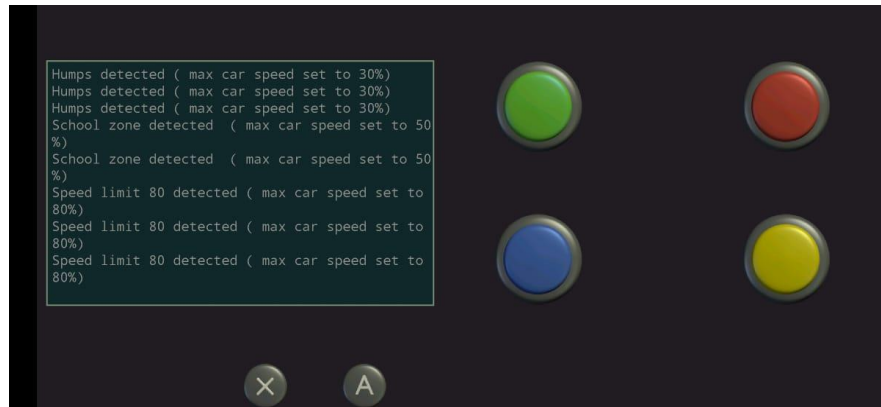 Humps detected ( max car speed set to 30%)
Humps detected ( max car speed set to 30%)
Humps detected ( max car speed set to 30%)
School zone detected  ( max car speed set to 50
%)
School zone detected  ( max car speed set to 50
%)
Speed limit 80 detected ( max car speed set to
80%)
Speed limit 80 detected ( max car speed set to
80%)
Speed limit 80 detected ( max car speed set to
80%)
X A